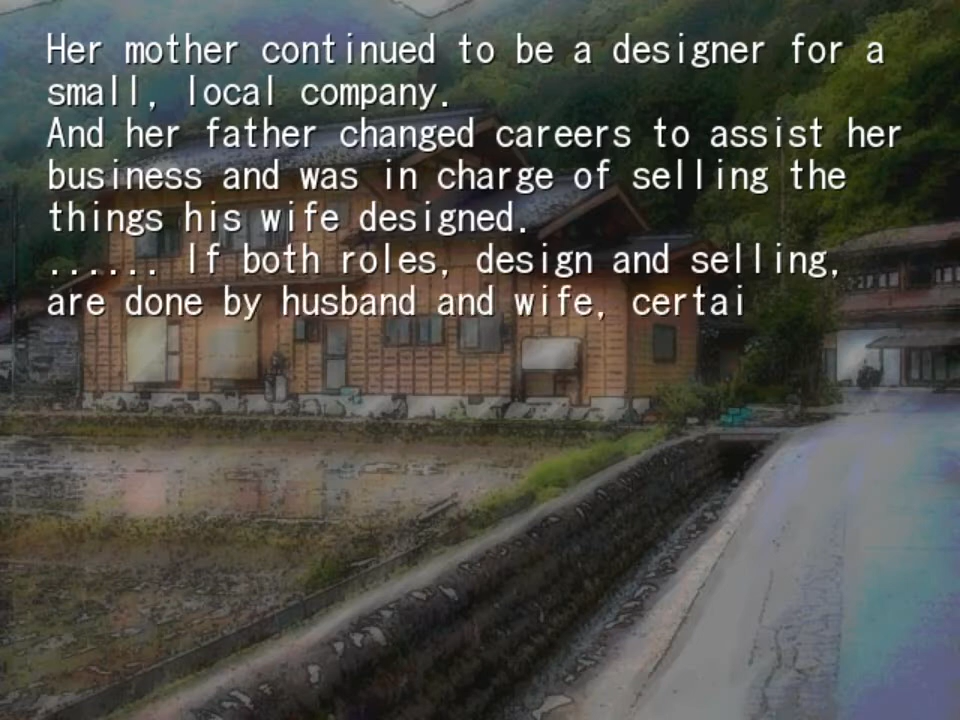 Her mother continued to be a designer for a
small, local company.
And her father changed careers to assist her
business and was in charge of selling the
things his wife designed.
...... If both roles, design and selling,
are done by husband and wife, certai